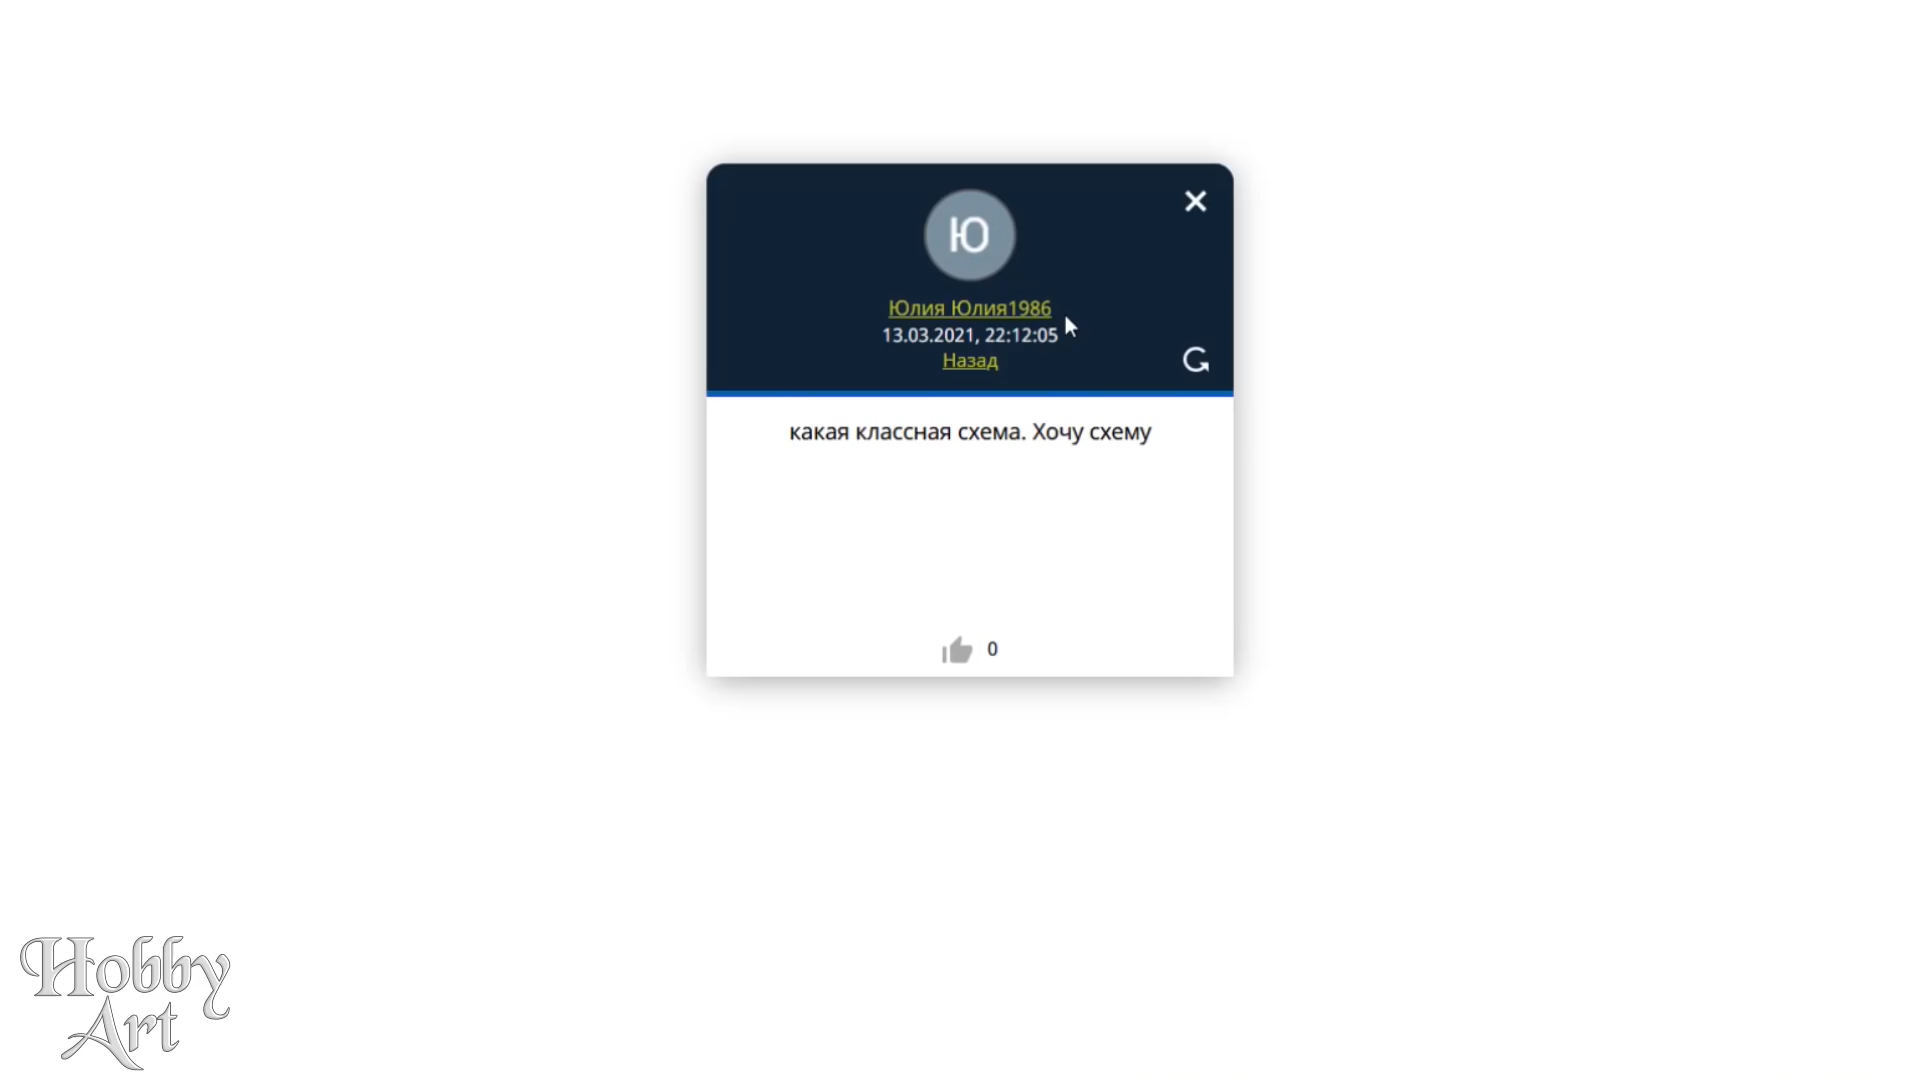 Ю
Юлия Юлия1986
13.03.2021, 22:12:05
Назад
какая классная схема. Хочу схему
0
Hobby
Art